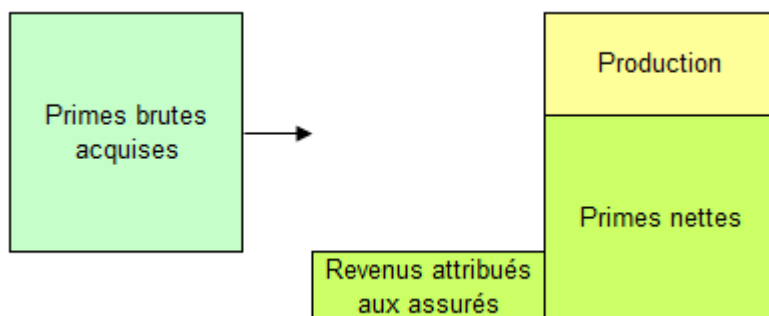 Primes brutes
acquises
Production
Primes nettes
Revenus attribués
aux assurés